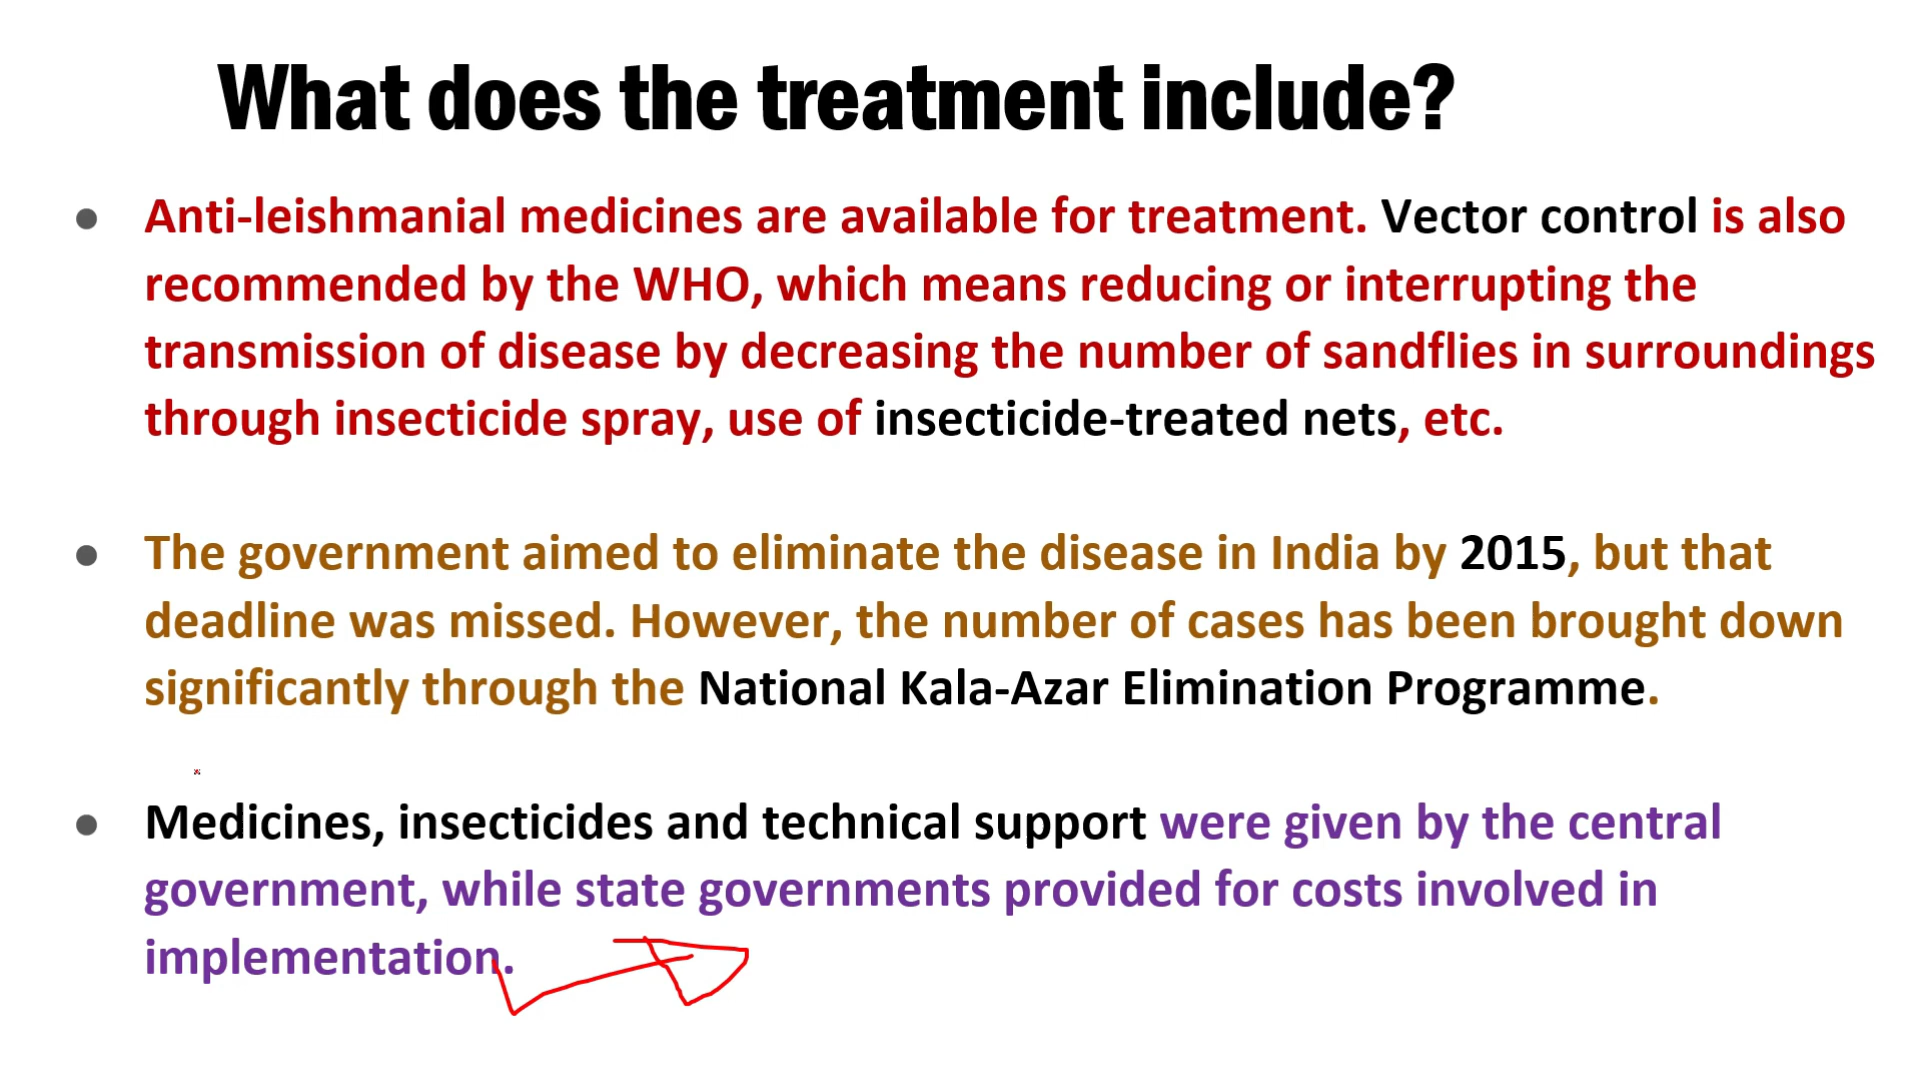 What does the treatment include?
● Anti-leishmanial medicines are available for treatment. Vector control is also
recommended by the WHO, which means reducing or interrupting the
transmission of disease by decreasing the number of sandflies in surroundings
through insecticide spray, use of insecticide-treated nets, etc.
● The government aimed to eliminate the disease in India by 2015, but that
deadline was missed. However, the number of cases has been brought down
significantly through the National Kala-Azar Elimination Programme.
● Medicines, insecticides and technical support were given by the central
government, while state governments provided for costs involved in
implementation.